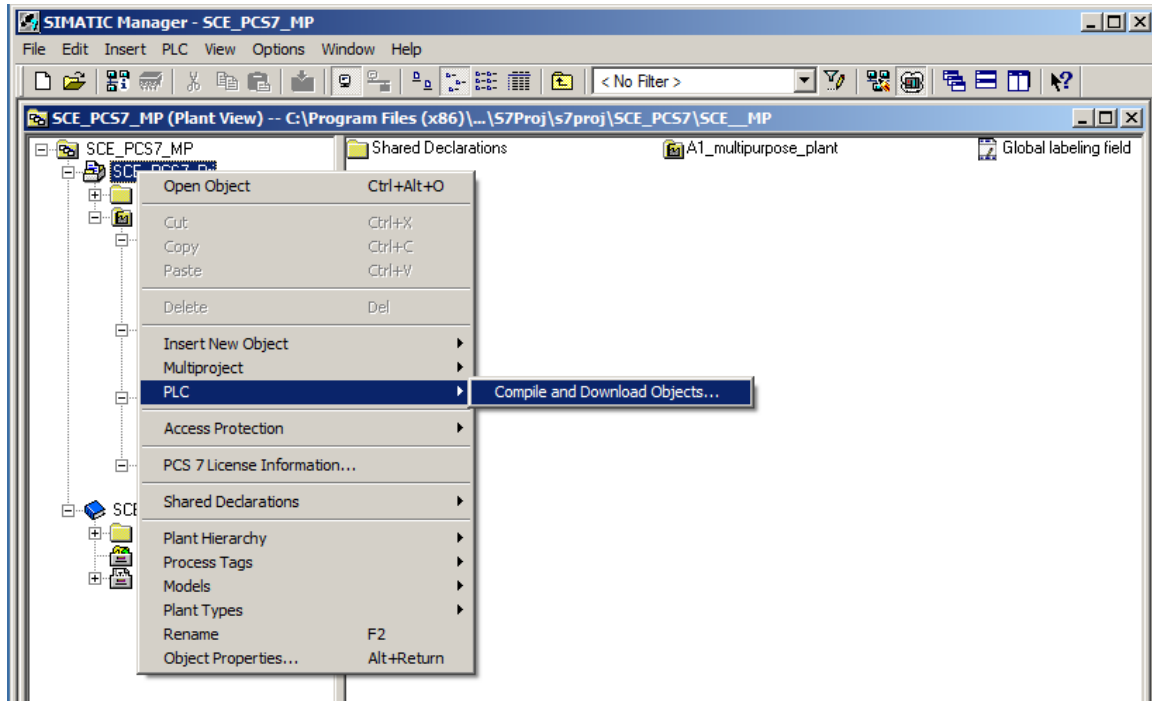 SIMATIC Manager - SCE_PCS7_MP
File Edit Insert PLC View Options Window Help
< No Filter >
SCE_PCS7_MP (Plant View) -- C:\Program Files (x86)\...\S7Proj\s7proj\SCE_PCS7\SCE__MP
SCE_PCS7_MP
Shared Declarations
A1_multipurpose_plant
Global labeling field
Open Object Ctrl+Alt+O
Cut Ctrl+X
Copy Ctrl+C
Paste Ctrl+V
Delete Del
Insert New Object
Multiproject
PLC
Compile and Download Objects...
Access Protection
PCS 7 License Information...
Shared Declarations
Plant Hierarchy
Process Tags
Models
Plant Types
Rename F2
Object Properties... Alt+Return